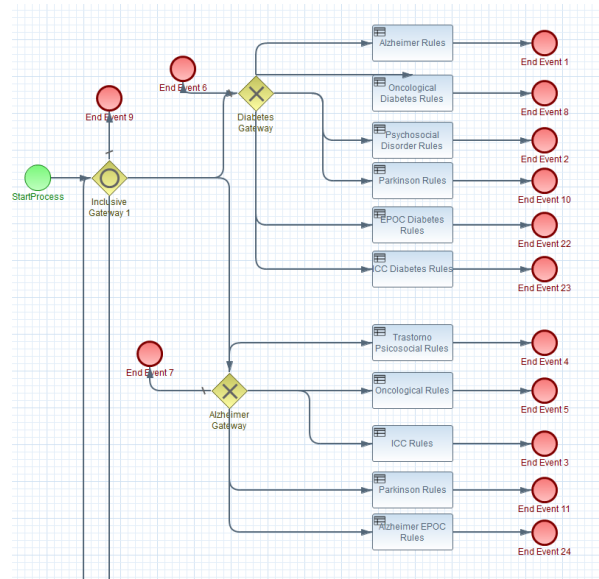 Alzheimer Rules
End Event 1
End Event 6
Oncological
Diabetes Rules
End Event 8
End Event 9
Diabetes
Gateway
Psychosocial
Disorder Rules
End Event 2
StartProcess
Inclusive
Gateway 1
Parkinson Rules
End Event 10
EPOC Diabetes
Rules
End Event 22
ICC Diabetes Rules
End Event 23
Trastorno
Psicosocial Rules
End Event 4
End Event 7
Alzheimer
Gateway
Oncological Rules
End Event 5
ICC Rules
End Event 3
Parkinson Rules
End Event 11
Alzheimer EPOC
Rules
End Event 24